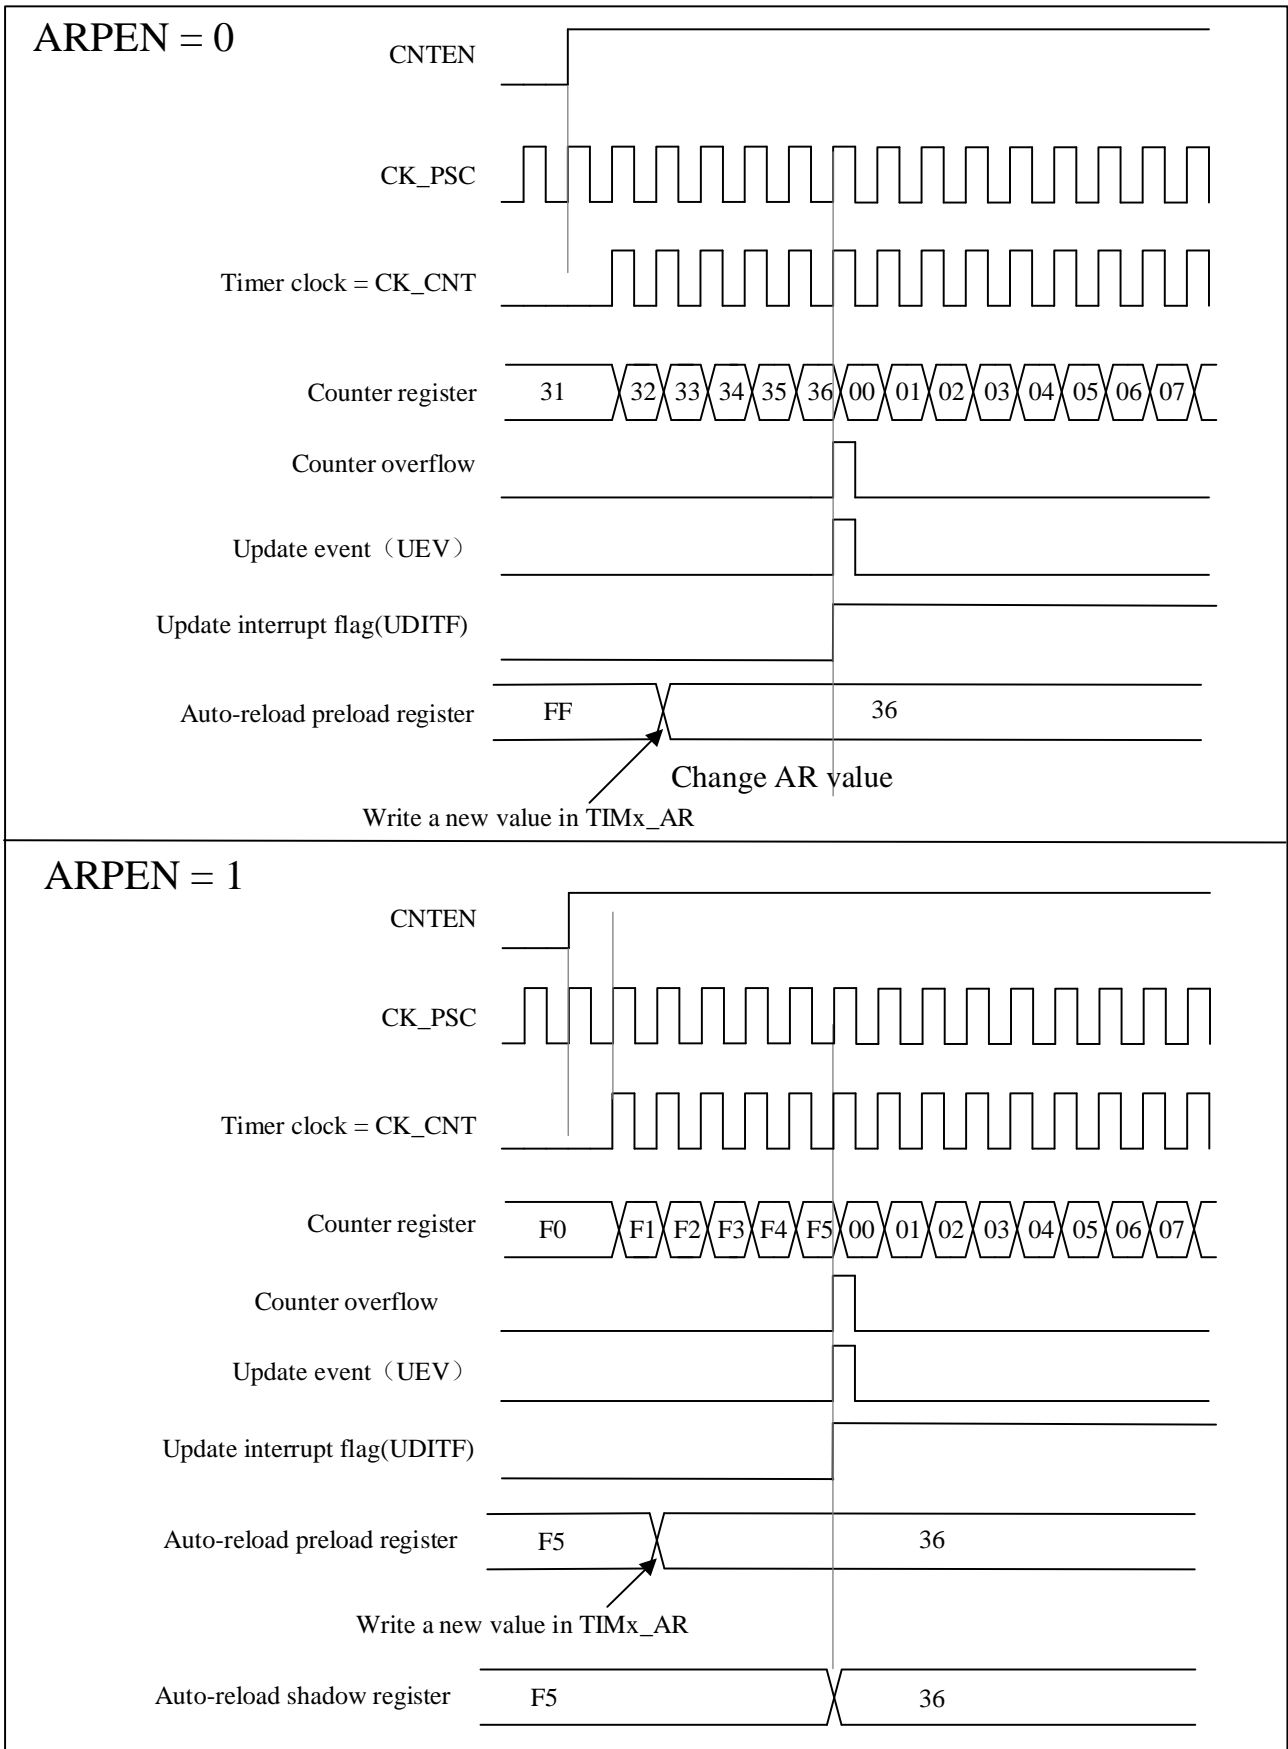 ARPEN = 0
CNTEN
CK_PSC
Timer clock = CK_CNT
Counter register 31 32 33 34 35 36 00 01 02 03 04 05 06 07
Counter overflow
Update event（UEV）
Update interrupt flag(UDITF)
Auto-reload preload register FF 36
Change AR value
Write a new value in TIMx_AR
ARPEN = 1
CNTEN
CK_PSC
Timer clock = CK_CNT
Counter register F0 F1 F2 F3 F4 F5 00 01 02 03 04 05 06 07
Counter overflow
Update event（UEV）
Update interrupt flag(UDITF)
Auto-reload preload register F5 36
Write a new value in TIMx_AR
Auto-reload shadow register F5 36